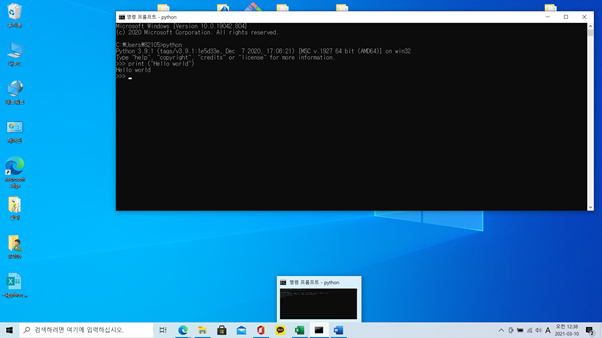 명령 프롬프트 - python
Microsoft Windows [Version 10.0.19042.804]
(c) 2020 Microsoft Corporation. All rights reserved.
C:\Users\82105>python
Python 3.9.1 (tags/v3.9.1:1e5d33e, Dec  7 2020, 17:08:21) [MSC v.1927 64 bit (AMD64)] on win32
Type "help", "copyright", "credits" or "license" for more information.
>>> print ("Hello world")
Hello world
>>>
Microsoft
Edge
명령 프롬프트 - python
검색하려면 여기에 입력하십시오.
A
오전 12:38
2021-03-10